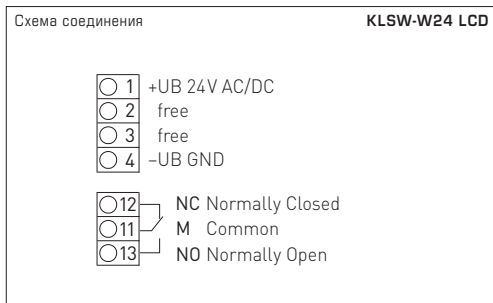 Схема соединения KLSW-W24 LCD
1 +UB 24V AC/DC
2 free
3 free
4 –UB GND
12 NC Normally Closed
11 M Common
13 NO Normally Open